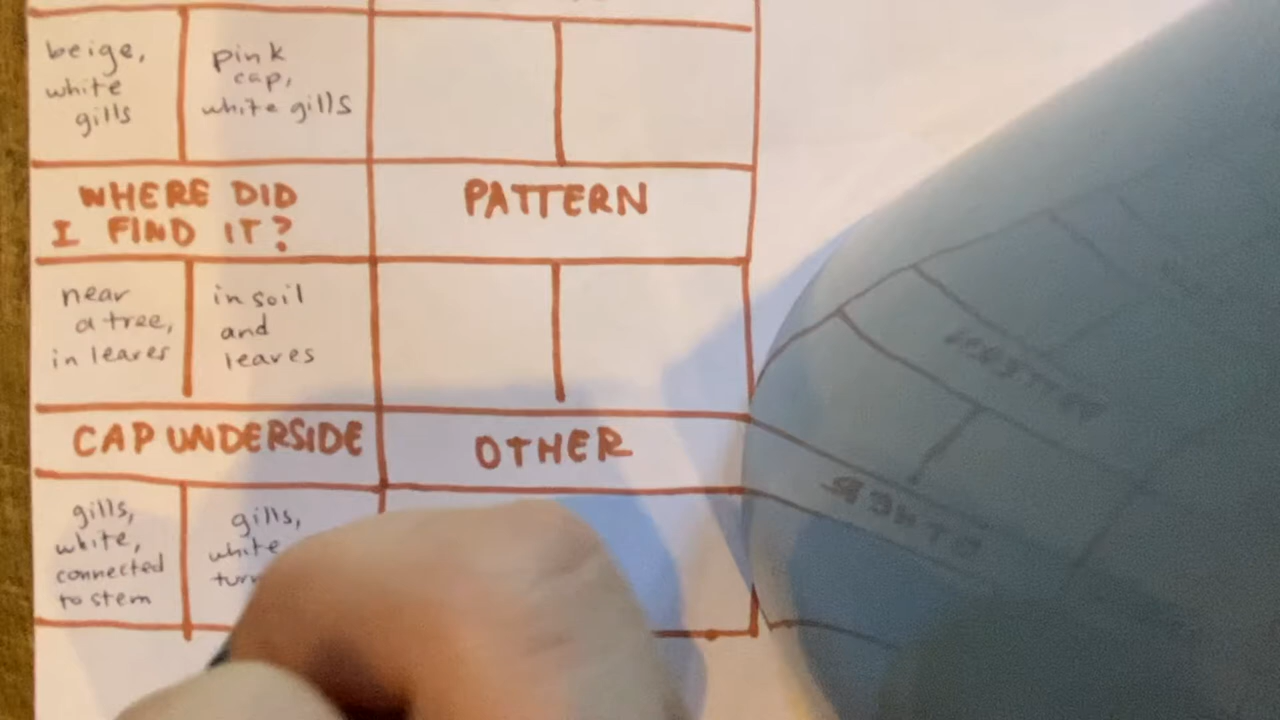 beige,
white
gills
pink
cap,
white gills
WHERE DID
I FIND IT?
PATTERN
near
a tree,
in leaves
in soil
and
leaves
CAP UNDERSIDE
OTHER
gills,
white,
connected
to stem
gills,
white